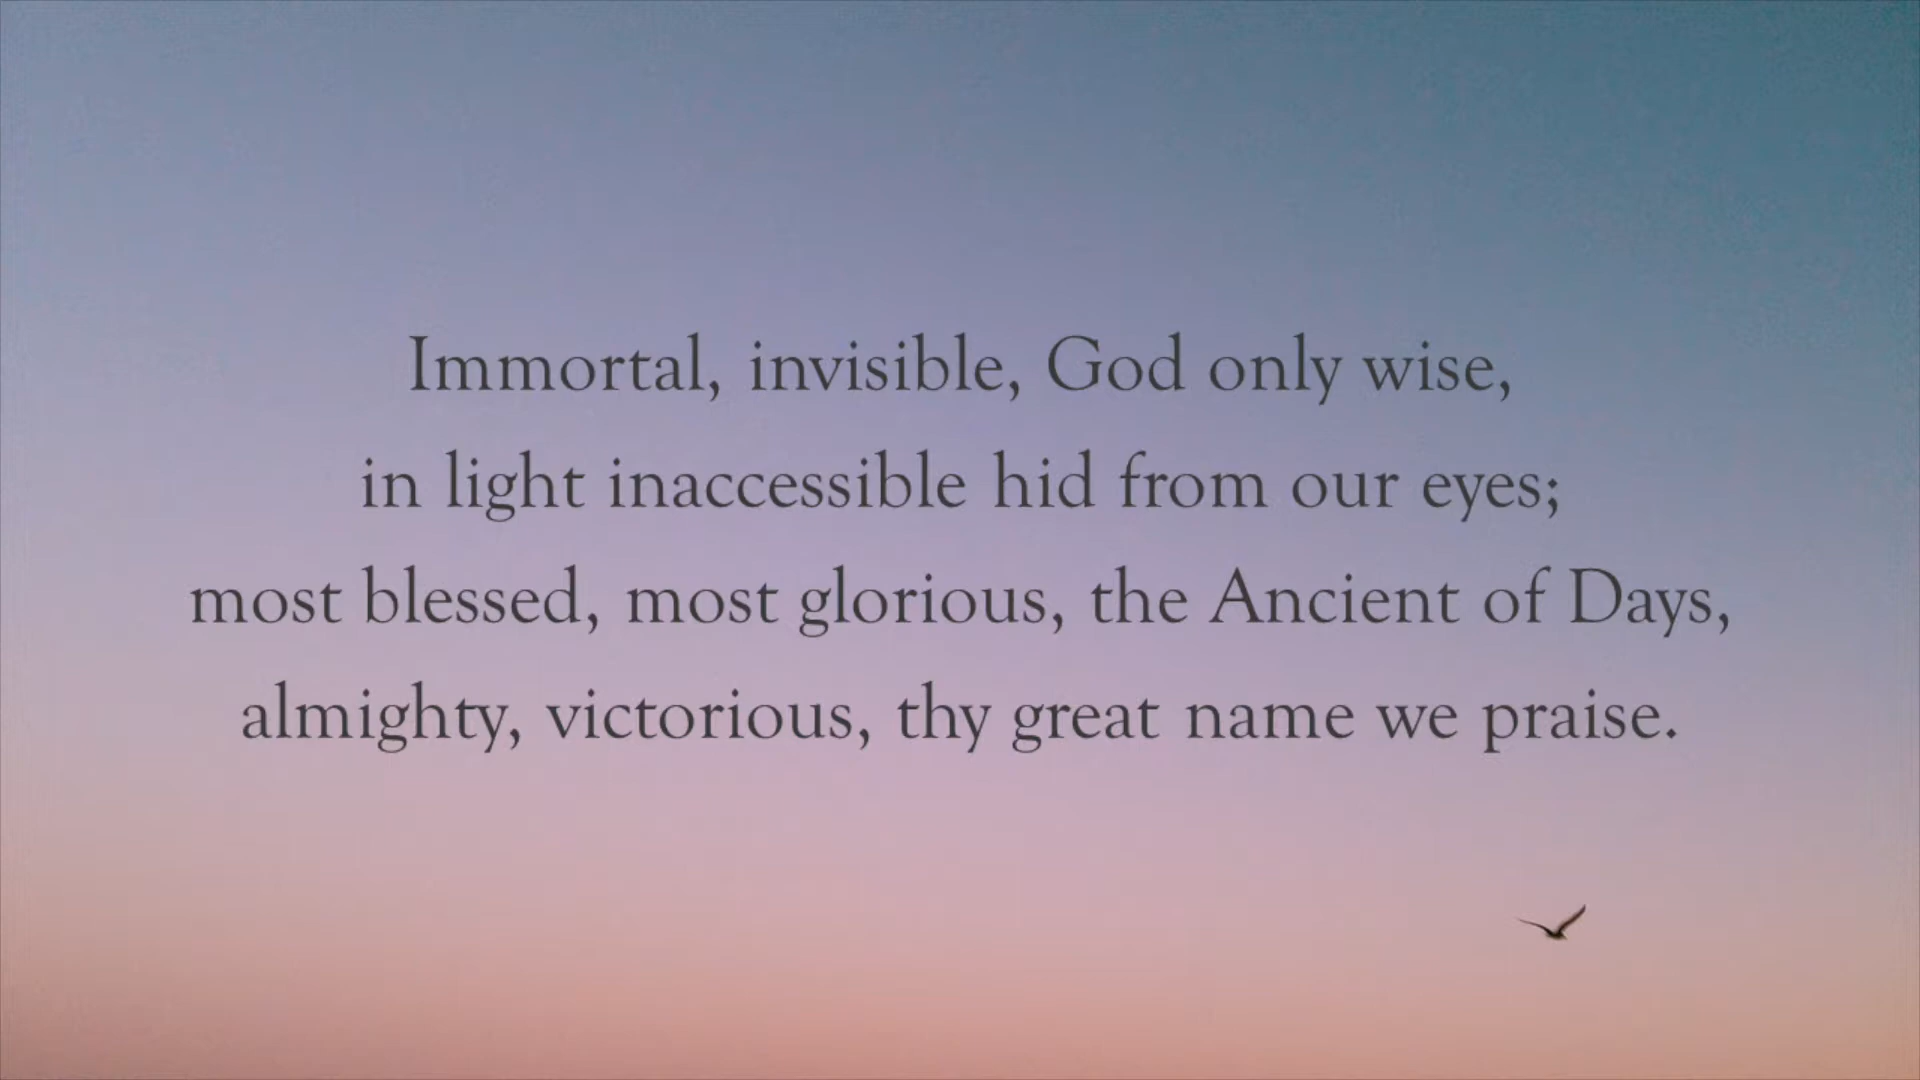 Immortal, invisible, God only wise,
in light inaccessible hid from our eyes;
most blessed, most glorious, the Ancient of Days,
almighty, victorious, thy great name we praise.